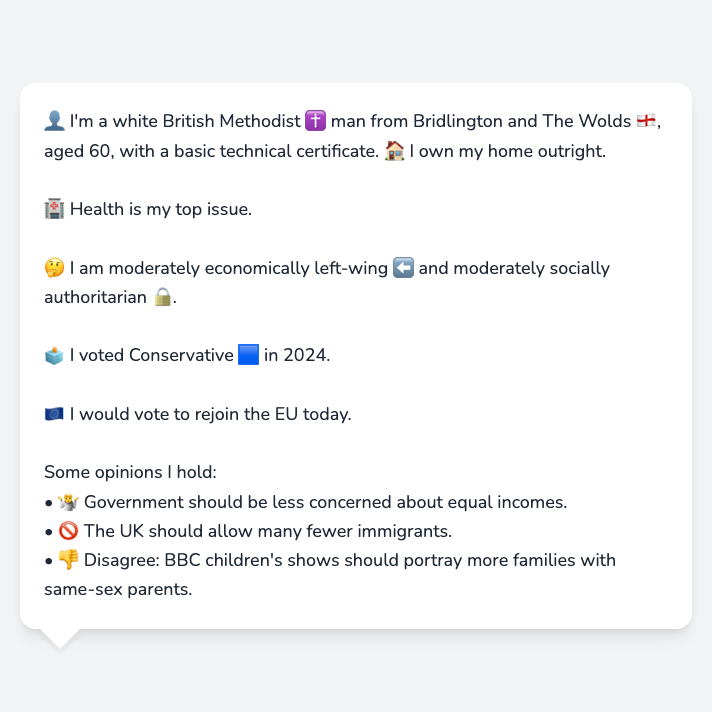 👤 I'm a white British Methodist ✝️ man from Bridlington and The Wolds 🏴󠁧󠁢󠁥󠁮󠁧󠁿,
aged 60, with a basic technical certificate. 🏠 I own my home outright.
🏥 Health is my top issue.
🤔 I am moderately economically left-wing ⬅️ and moderately socially
authoritarian 🔒.
🗳️ I voted Conservative 🟦 in 2024.
🇪🇺 I would vote to rejoin the EU today.
Some opinions I hold:
• 🤷 Government should be less concerned about equal incomes.
• 🚫 The UK should allow many fewer immigrants.
• 👎 Disagree: BBC children's shows should portray more families with
same-sex parents.